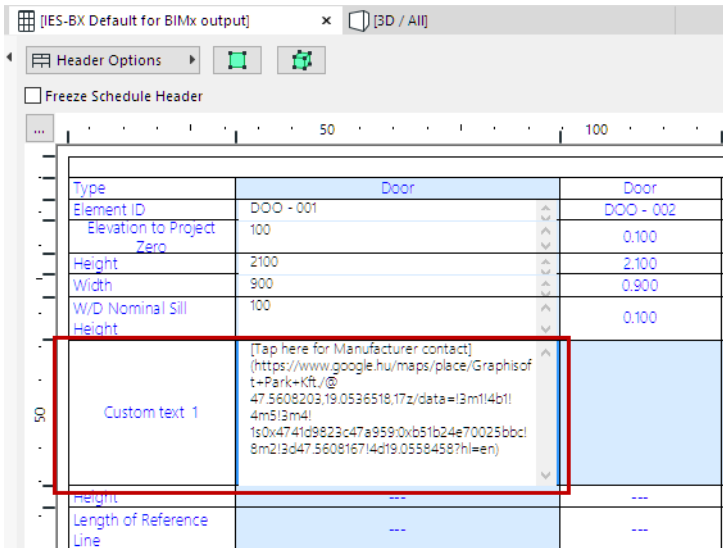 [IES-BX Default for BIMx output]
[3D / All]
Header Options
Freeze Schedule Header
...
50
100
Type
Door
Door
Element ID
DOO - 001
DOO - 002
Elevation to Project
Zero
100
0.100
Height
2100
2.100
Width
900
0.900
W/D Nominal Sill
Height
100
0.100
50
Custom text 1
[Tap here for Manufacturer contact]
(https://www.google.hu/maps/place/Graphisof
t+Park+Kft./@
47.5608203,19.0536518,17z/data=!3m1!4b1!
4m5!3m4!
1s0x4741d9823c47a959:0xb51b24e70025bbc!
8m2!3d47.5608167!4d19.0558458?hl=en)
Height
---
---
Length of Reference
Line
---
---